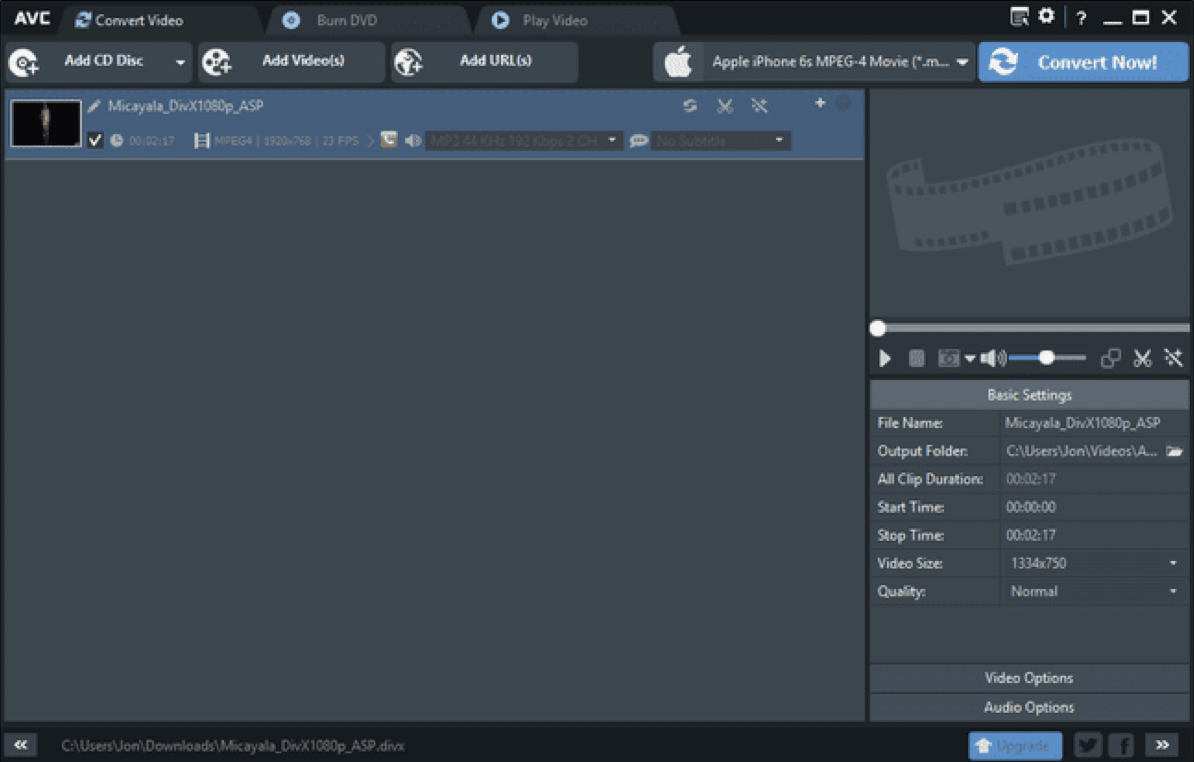 AVC Convert Video Burn DVD Play Video ?
Add CD Disc Add Video(s) Add URL(s) Apple iPhone 6s MPEG-4 Movie (*.m... Convert Now!
Micayala_DivX1080p_ASP
00:02:17 MPEG4 | 1920x768 | 23 FPS MP3 44 KHz 192 Kbps 2 CH No Subtitle
Basic Settings
File Name: Micayala_DivX1080p_ASP
Output Folder: C:\Users\Jon\Videos\A...
All Clip Duration: 00:02:17
Start Time: 00:00:00
Stop Time: 00:02:17
Video Size: 1334x750
Quality: Normal
Video Options
Audio Options
C:\Users\Jon\Downloads\Micayala_DivX1080p_ASP.divx Upgrade